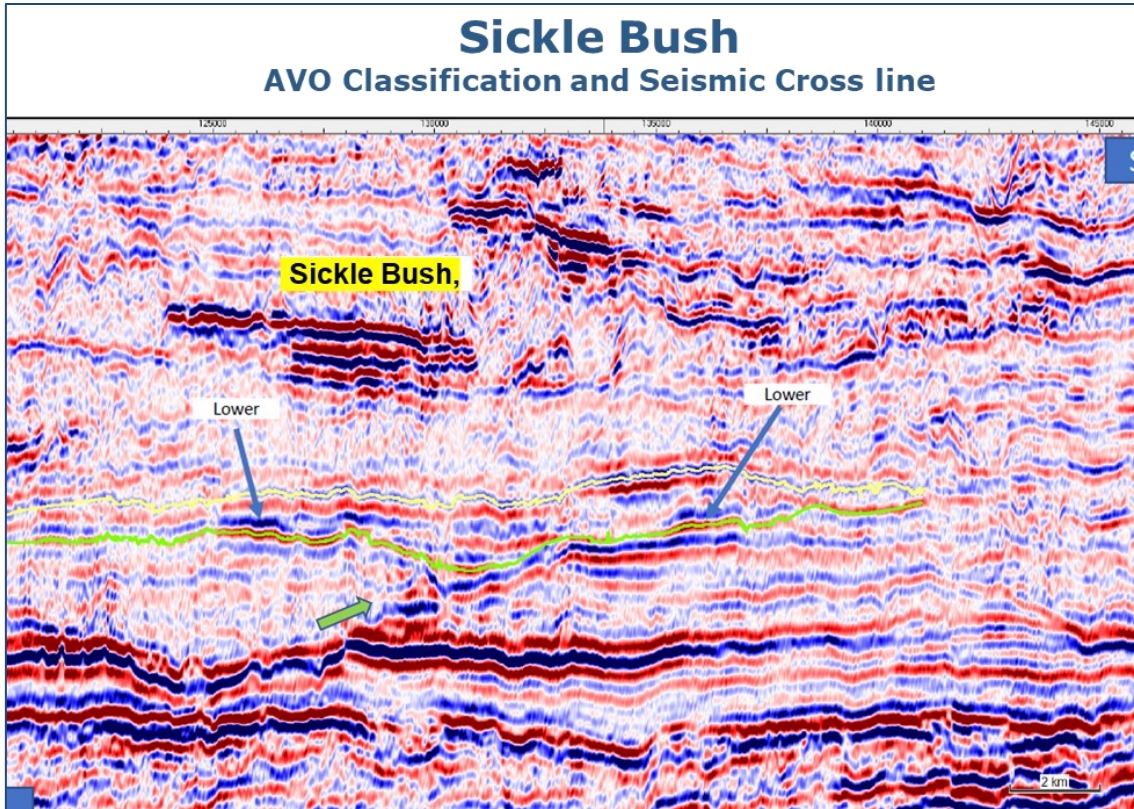 Sickle Bush
AVO Classification and Seismic Cross line
125000 130000 135000 140000 145000
S
Sickle Bush,
Lower
Lower
2 km